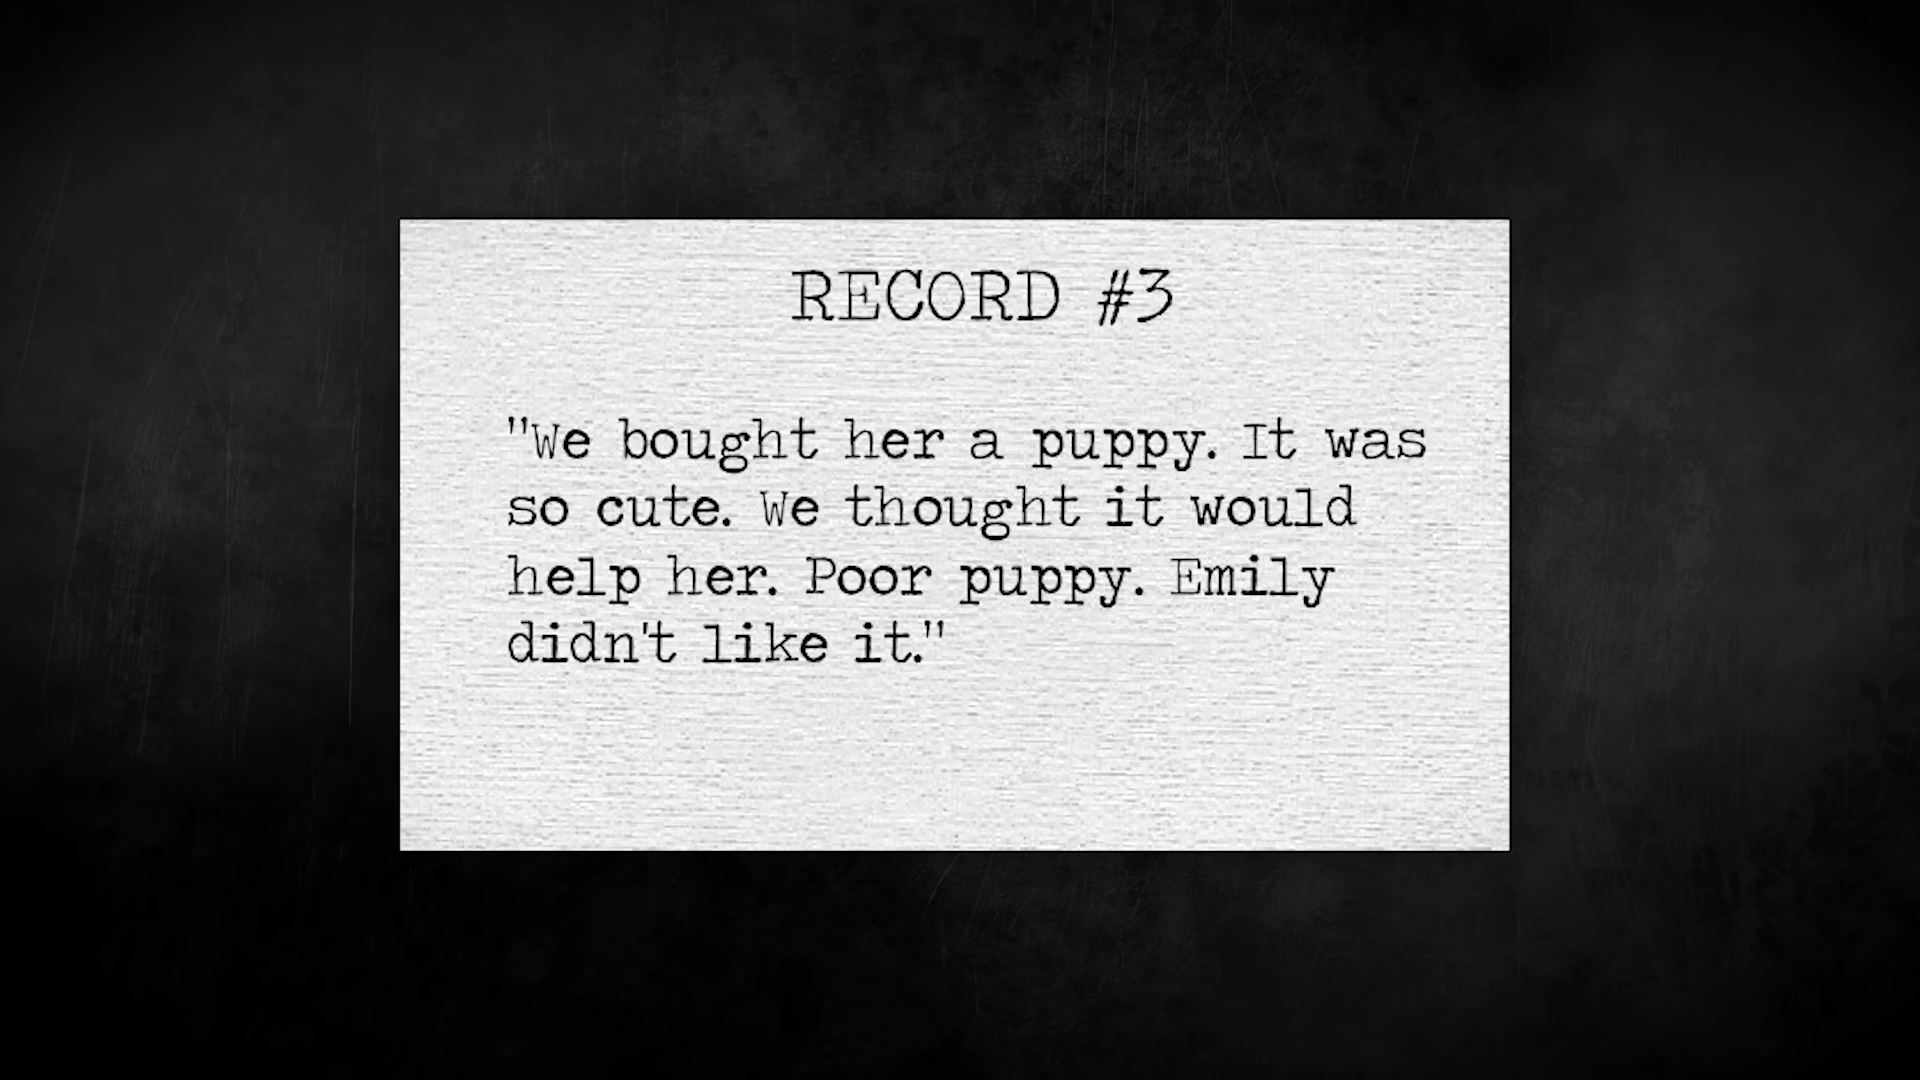 RECORD #3
"We bought her a puppy. It was
so cute. We thought it would
help her. Poor puppy. Emily
didn't like it."